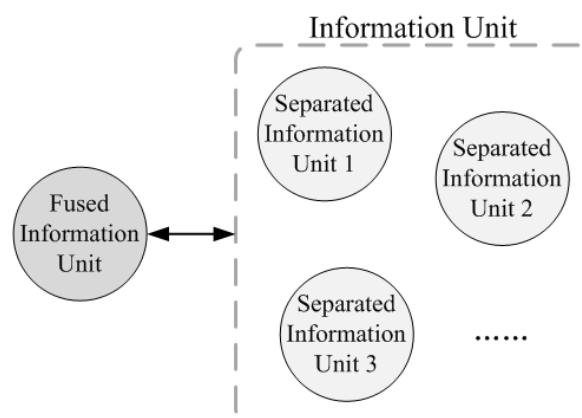 Information Unit
Separated
Information
Unit 1
Separated
Information
Unit 2
Fused
Information
Unit
Separated
Information
Unit 3
......